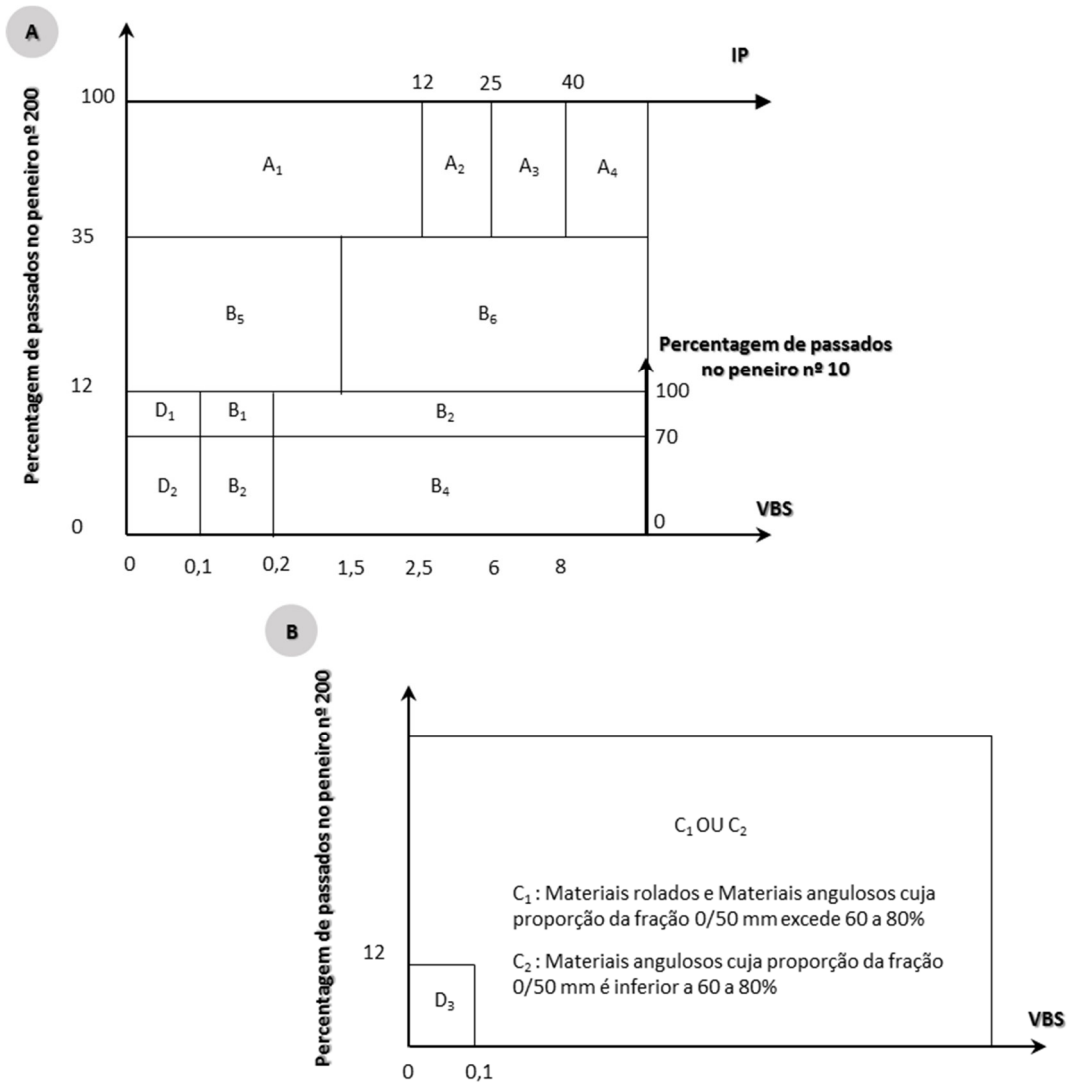 A
IP
12 25 40
100
Percentagem de passados no peneiro nº 200
A1 A2 A3 A4
35
B5 B6
Percentagem de passados
no peneiro nº 10
12
100
D1 B1 B2
70
D2 B2 B4
VBS
0
0
0 0,1 0,2 1,5 2,5 6 8
B
Percentagem de passados no peneiro nº 200
C1 OU C2
C1 : Materiais rolados e Materiais angulosos cuja
proporção da fração 0/50 mm excede 60 a 80%
12
C2 : Materiais angulosos cuja proporção da fração
0/50 mm é inferior a 60 a 80%
D3
VBS
0 0,1